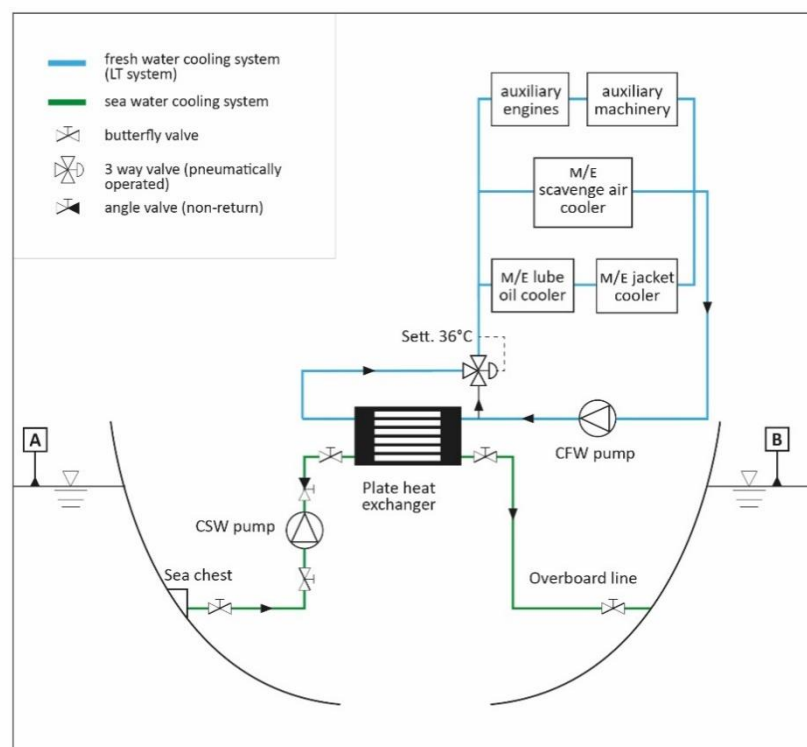 fresh water cooling system
(LT system)
sea water cooling system
butterfly valve
3 way valve (pneumatically
operated)
angle valve (non-return)
auxiliary
engines
auxiliary
machinery
M/E
scavenge air
cooler
M/E lube
oil cooler
M/E jacket
cooler
Sett. 36°C
A
B
CFW pump
Plate heat
exchanger
CSW pump
Sea chest
Overboard line